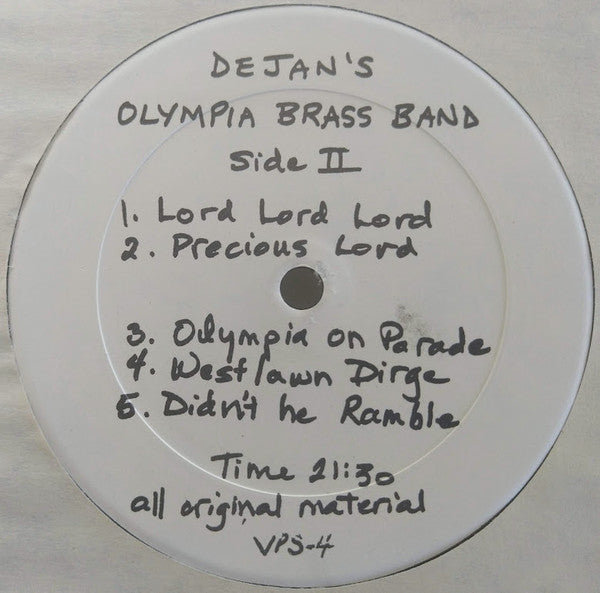 DEJAN'S
OLYMPIA BRASS BAND
Side II
1. Lord Lord Lord
2. Precious Lord
3. Olympia on Parade
4. Westlawn Dirge
5. Didn't he Ramble
Time 21:30
all original material
VPS-4